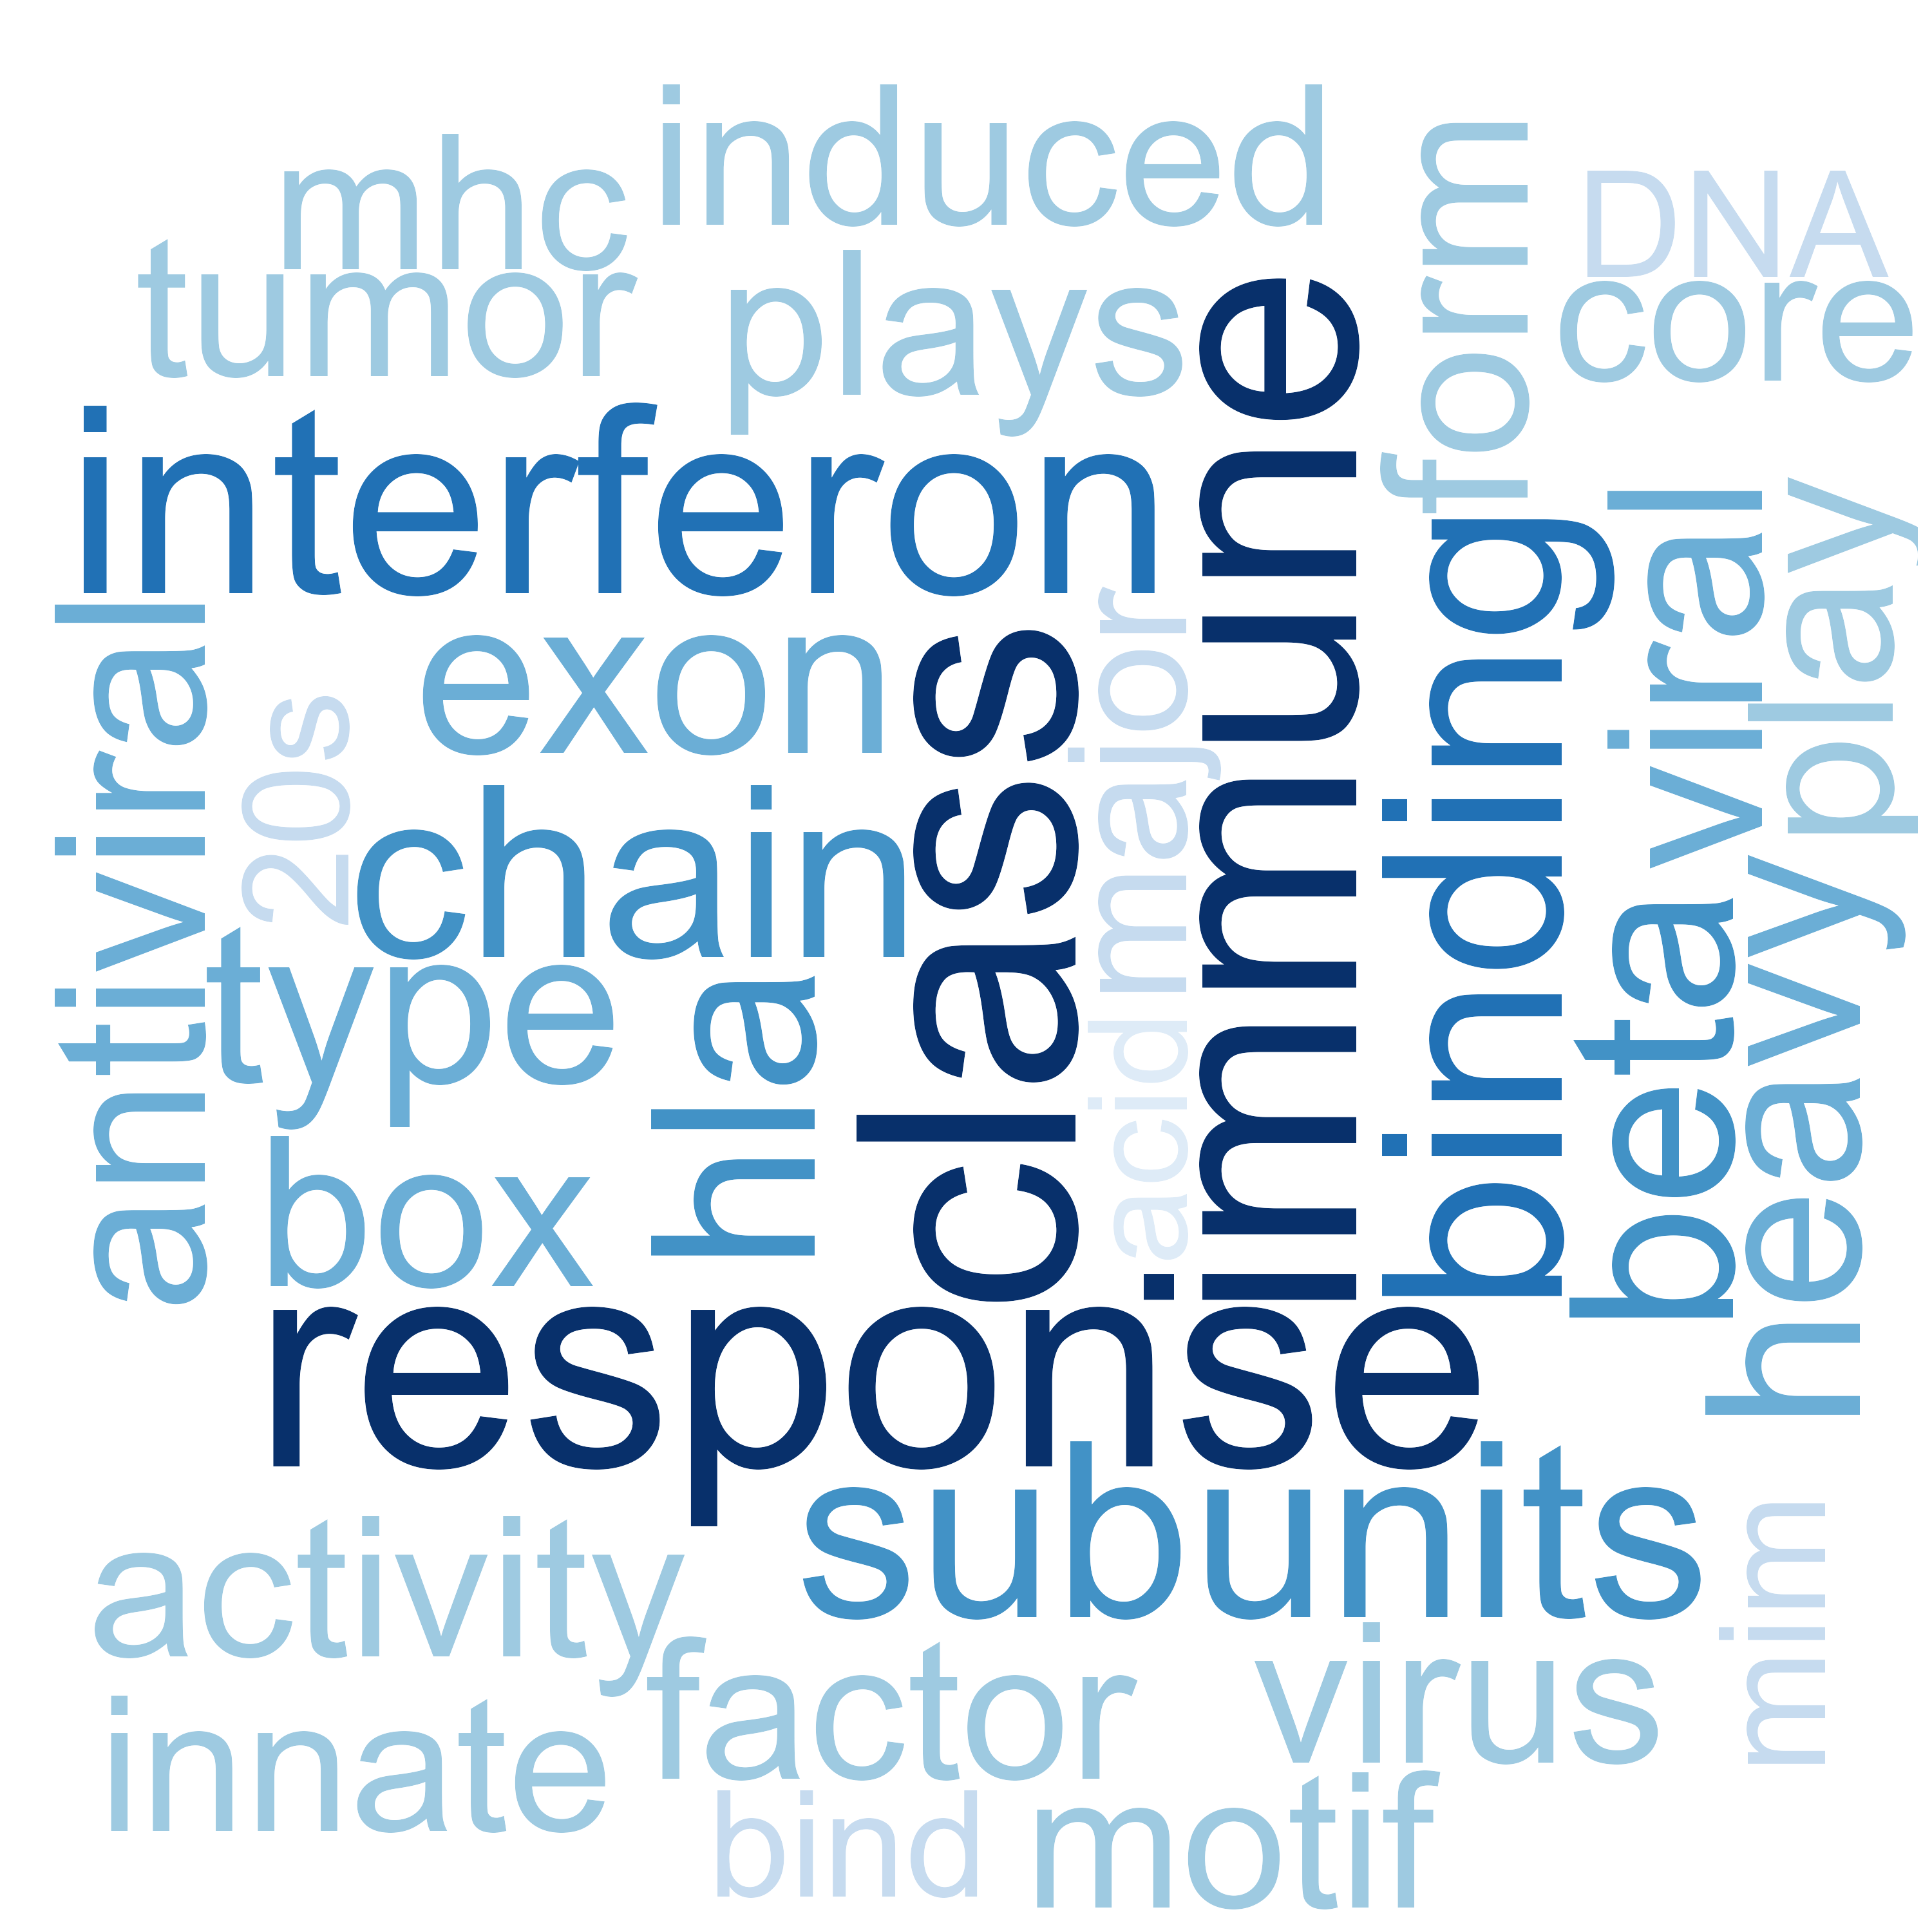 induced
mhc
form
DNA
tumor
plays
core
interferon
immune
viral
play
antiviral
exon
class
major
binding
20s
chain
beta
heavy
type
hla
acid
box
response
subunits
activity
mim
factor
virus
innate
bind
motif